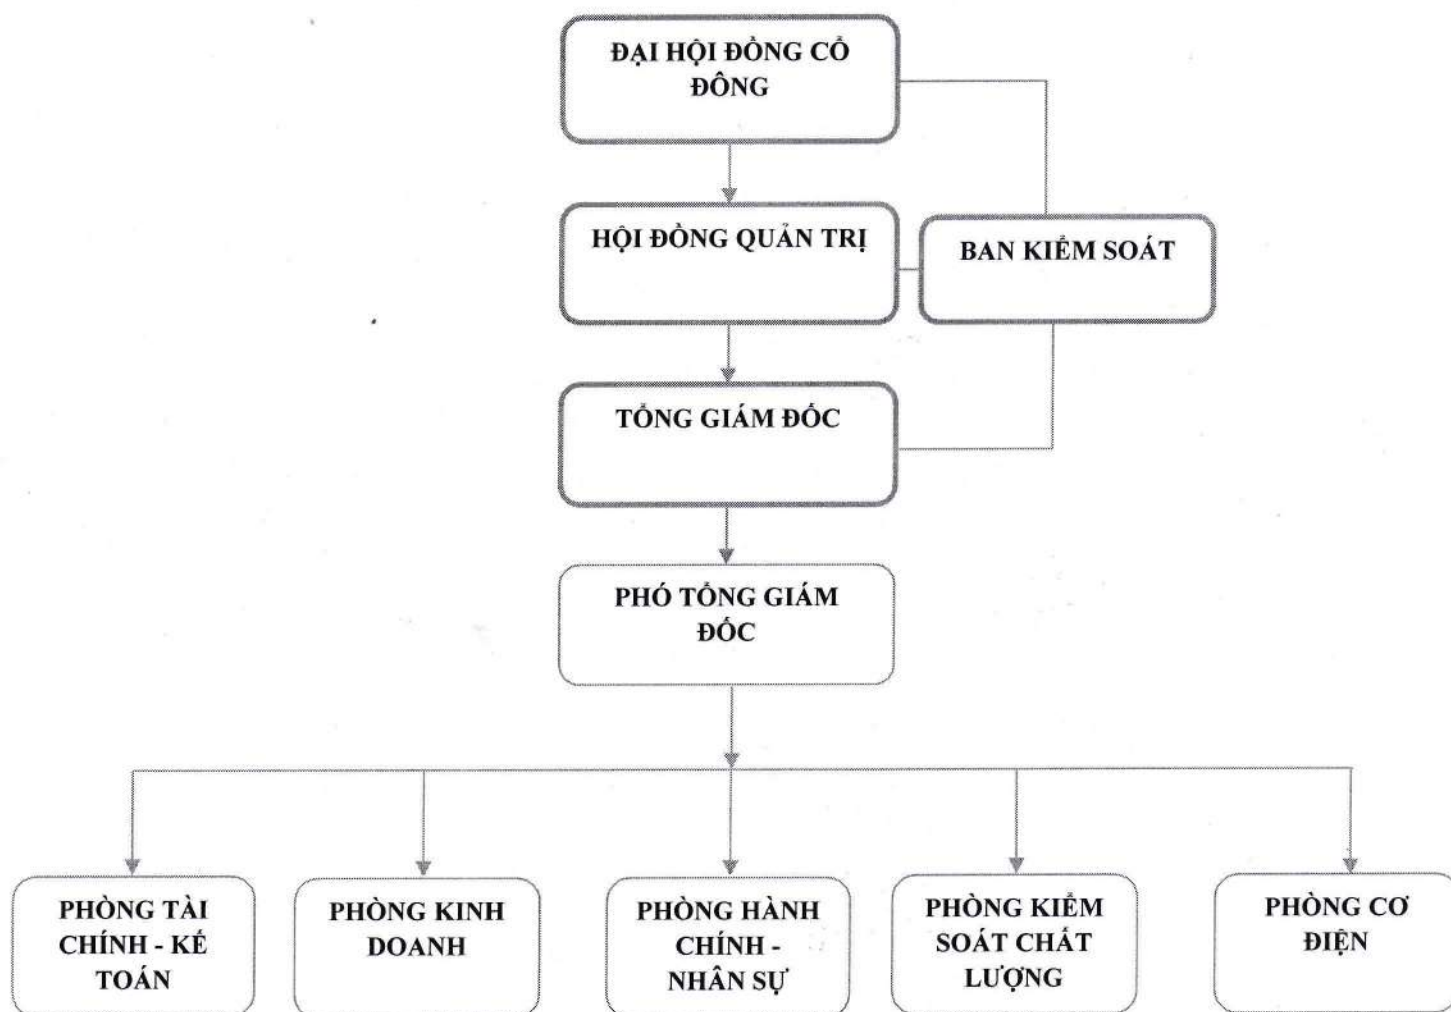 ĐẠI HỘI ĐỒNG CỔ
ĐÔNG
HỘI ĐỒNG QUẢN TRỊ
BAN KIỂM SOÁT
TỔNG GIÁM ĐỐC
PHÓ TỔNG GIÁM
ĐỐC
PHÒNG TÀI
CHÍNH - KẾ
TOÁN
PHÒNG KINH
DOANH
PHÒNG HÀNH
CHÍNH -
NHÂN SỰ
PHÒNG KIỂM
SOÁT CHẤT
LƯỢNG
PHÒNG CƠ
ĐIỆN